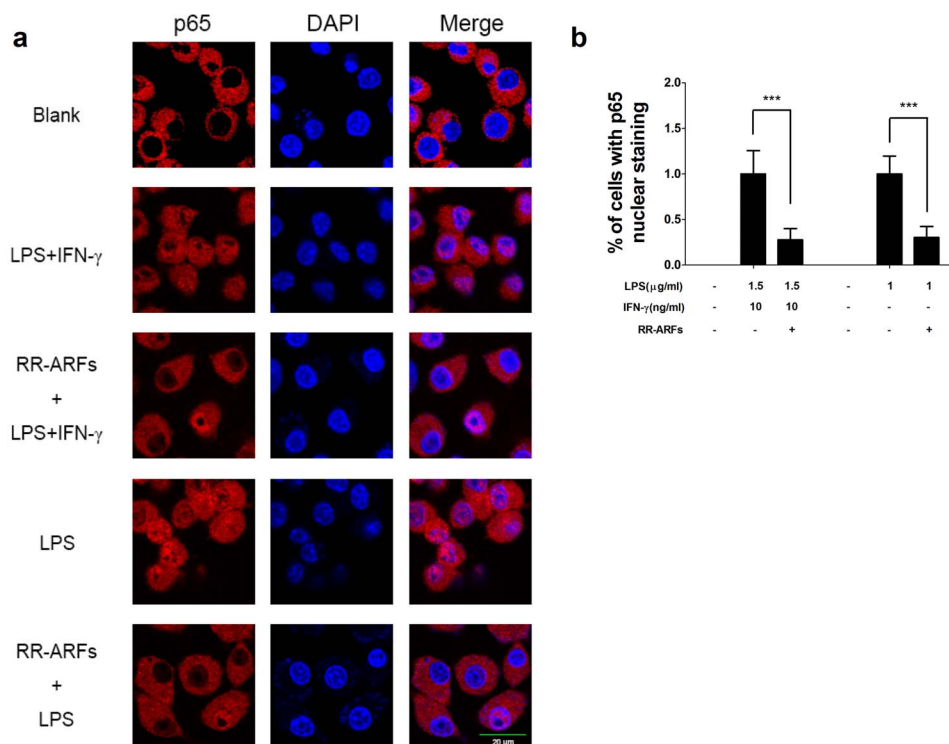 a
p65 DAPI Merge
Blank
LPS+IFN-γ
RR-ARFs
+
LPS+IFN-γ
LPS
RR-ARFs
+
LPS
20 μm
b
% of cells with p65
nuclear staining
2.0
1.5
1.0
0.5
0.0
*** ***
LPS(μg/ml) - 1.5 1.5 - 1 1
IFN-γ(ng/ml) - 10 10 - - -
RR-ARFs - - + - - +